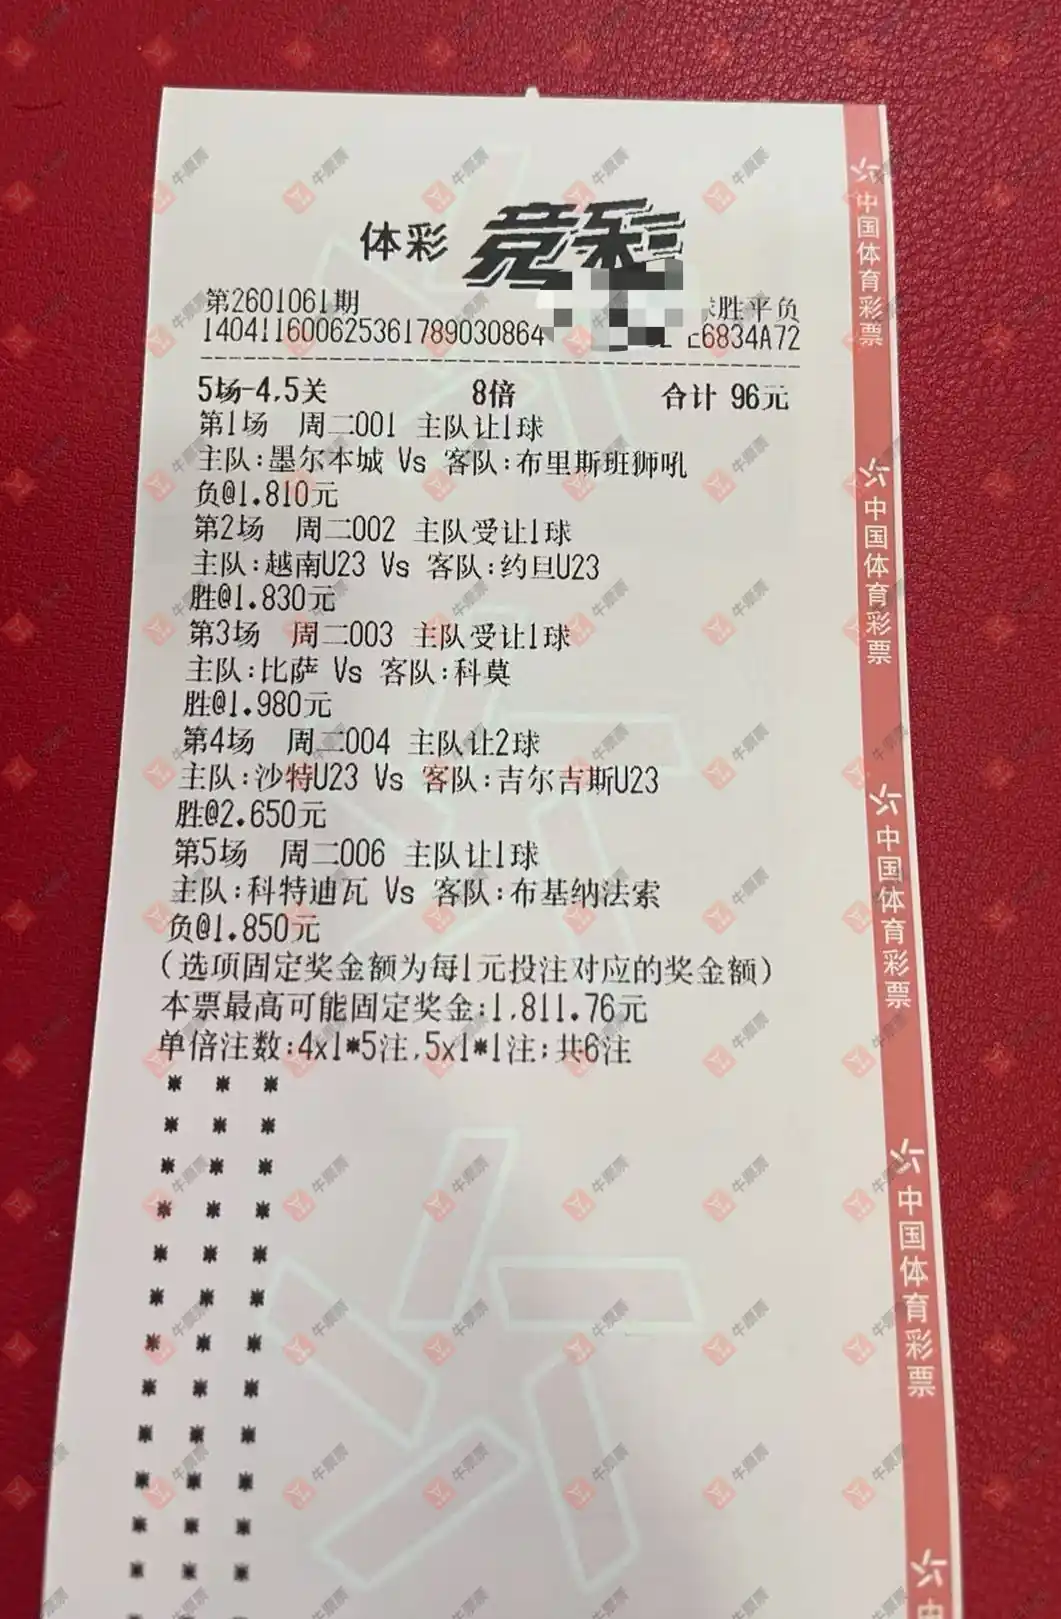 体彩 竞彩
第2601061期 球胜平负
140411600625361789030864 E6834A72
5场-4,5关 8倍 合计 96元
第1场 周二001 主队让1球
主队:墨尔本城 Vs 客队:布里斯班狮吼
负@1.810元
第2场 周二002 主队受让1球
主队:越南U23 Vs 客队:约旦U23
胜@1.830元
第3场 周二003 主队受让1球
主队:比萨 Vs 客队:科莫
胜@1.980元
第4场 周二004 主队让2球
主队:沙特U23 Vs 客队:吉尔吉斯U23
胜@2.650元
第5场 周二006 主队让1球
主队:科特迪瓦 Vs 客队:布基纳法索
负@1.850元
(选项固定奖金额为每1元投注对应的奖金额)
本票最高可能固定奖金:1,811.76元
单倍注数:4x1*5注,5x1*1注;共6注
中国体育彩票
中国体育彩票
中国体育彩票
中国体育彩票
中
牛票票